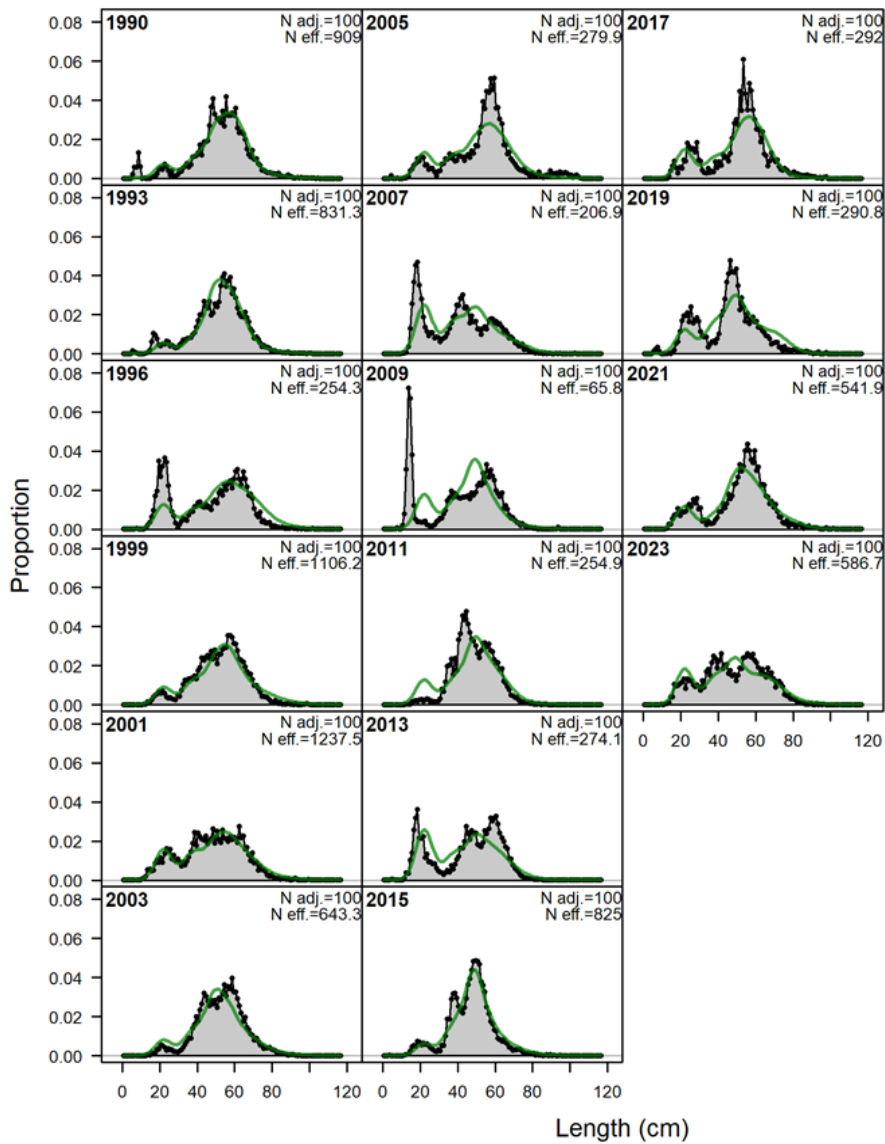 1990
N adj.=100
N eff.=909
2005
N adj.=100
N eff.=279.9
2017
N adj.=100
N eff.=292
0.08
0.06
0.04
0.02
0.00
1993
N adj.=100
N eff.=831.3
2007
N adj.=100
N eff.=206.9
2019
N adj.=100
N eff.=290.8
0.08
0.06
0.04
0.02
0.00
1996
N adj.=100
N eff.=254.3
2009
N adj.=100
N eff.=65.8
2021
N adj.=100
N eff.=541.9
0.08
0.06
0.04
0.02
0.00
Proportion
1999
N adj.=100
N eff.=1106.2
2011
N adj.=100
N eff.=254.9
2023
N adj.=100
N eff.=586.7
0.08
0.06
0.04
0.02
0.00
0 20 40 60 80 120
2001
N adj.=100
N eff.=1237.5
2013
N adj.=100
N eff.=274.1
0.08
0.06
0.04
0.02
0.00
2003
N adj.=100
N eff.=643.3
2015
N adj.=100
N eff.=825
0.08
0.06
0.04
0.02
0.00
0 20 40 60 80 120
0 20 40 60 80 120
Length (cm)